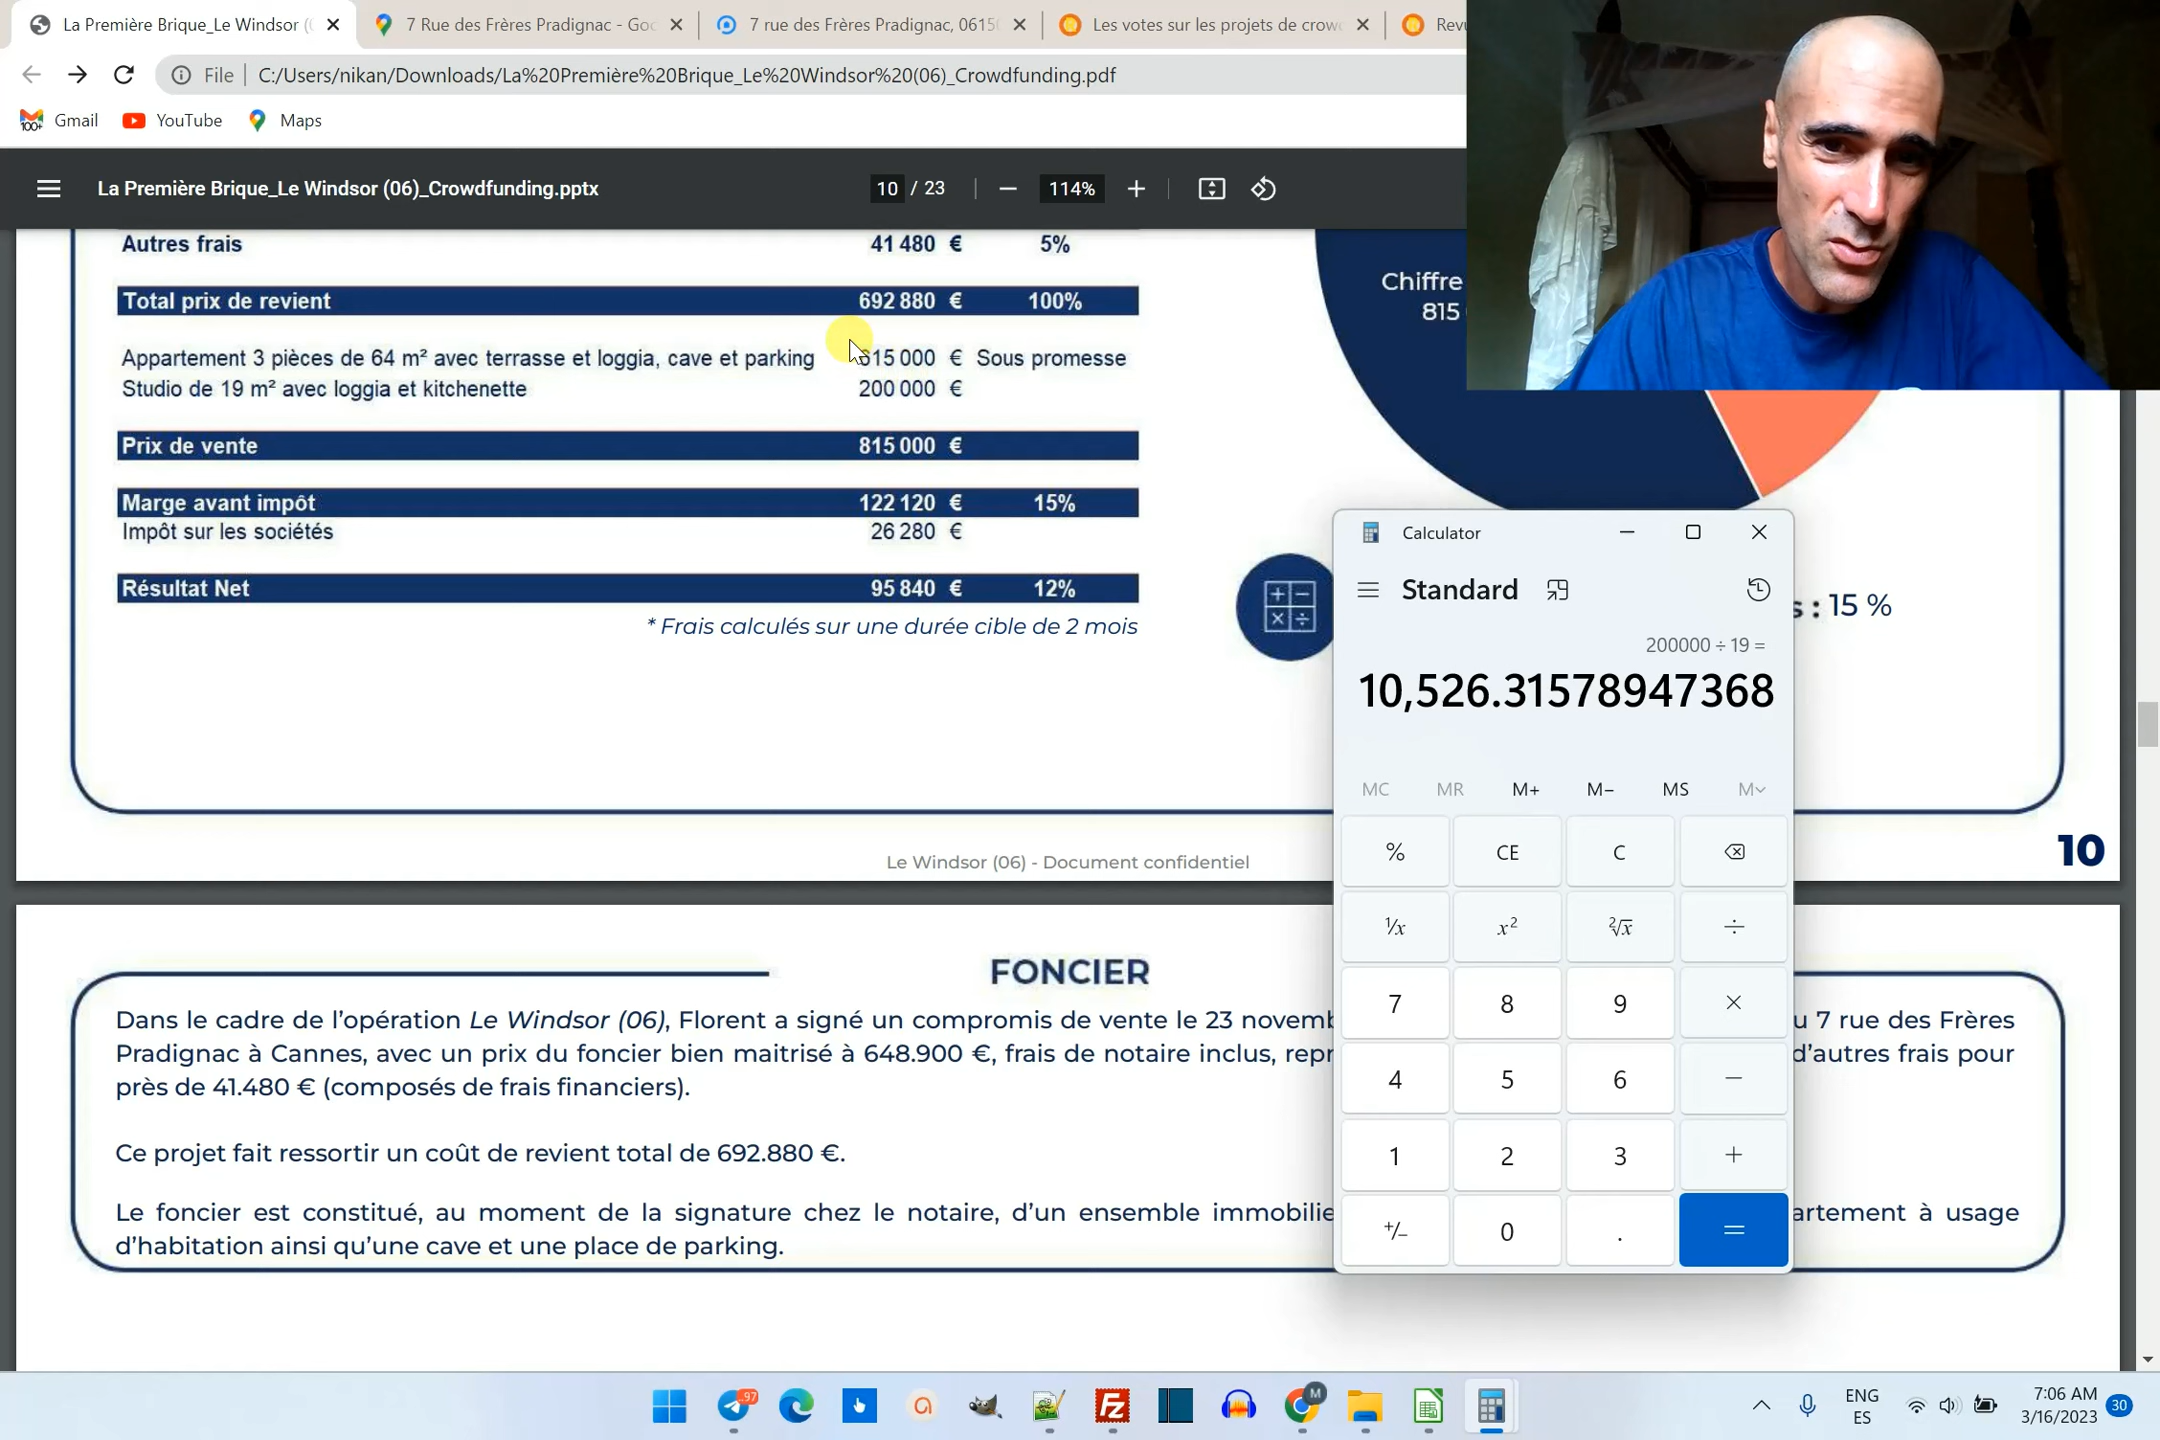 La Première Brique_Le Windsor (
7 Rue des Frères Pradignac - Goo
7 rue des Frères Pradignac, 0615
Les votes sur les projets de crow
Revu
File
C:/Users/nikan/Downloads/La%20Première%20Brique_Le%20Windsor%20(06)_Crowdfunding.pdf
100+
Gmail
YouTube
Maps
La Première Brique_Le Windsor (06)_Crowdfunding.pptx
10 / 23
114%
Autres frais 41 480 € 5%
Total prix de revient 692 880 € 100%
Appartement 3 pièces de 64 m² avec terrasse et loggia, cave et parking 615 000 € Sous promesse
Studio de 19 m² avec loggia et kitchenette 200 000 €
Prix de vente 815 000 €
Marge avant impôt 122 120 € 15%
Impôt sur les sociétés 26 280 €
Résultat Net 95 840 € 12%
* Frais calculés sur une durée cible de 2 mois
Chiffre
815
s : 15 %
Le Windsor (06) - Document confidentiel
10
FONCIER
Dans le cadre de l'opération Le Windsor (06), Florent a signé un compromis de vente le 23 novemb u 7 rue des Frères
Pradignac à Cannes, avec un prix du foncier bien maitrisé à 648.900 €, frais de notaire inclus, repr d'autres frais pour
près de 41.480 € (composés de frais financiers).
Ce projet fait ressortir un coût de revient total de 692.880 €.
Le foncier est constitué, au moment de la signature chez le notaire, d'un ensemble immobilie artement à usage
d'habitation ainsi qu'une cave et une place de parking.
Calculator
Standard
200000 ÷ 19 =
10,526.31578947368
MC MR M+ M− MS M
% CE C
¹/x x² ²√x ÷
7 8 9 ×
4 5 6 −
1 2 3 +
+/− 0 . =
97
M
ENG
ES
7:06 AM
3/16/2023
30